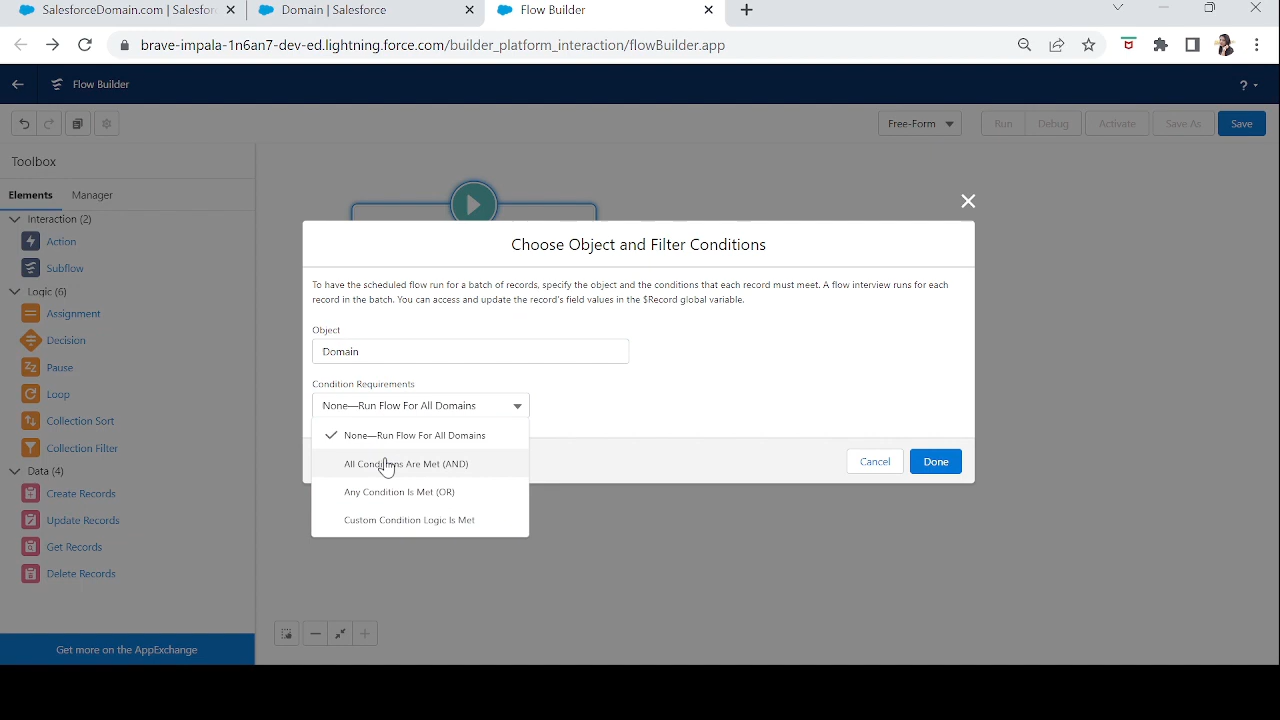 SalesforceDomain.com | Salesfor
Domain | Salesforce
Flow Builder
brave-impala-1n6an7-dev-ed.lightning.force.com/builder_platform_interaction/flowBuilder.app
Flow Builder
?
Free-Form
Run
Debug
Activate
Save As
Save
Toolbox
Elements
Manager
Interaction (2)
Action
Subflow
Logic (6)
Assignment
Decision
Pause
Loop
Collection Sort
Collection Filter
Data (4)
Create Records
Update Records
Get Records
Delete Records
Get more on the AppExchange
Choose Object and Filter Conditions
To have the scheduled flow run for a batch of records, specify the object and the conditions that each record must meet. A flow interview runs for each
record in the batch. You can access and update the record's field values in the $Record global variable.
Object
Domain
Condition Requirements
None—Run Flow For All Domains
None—Run Flow For All Domains
All Conditions Are Met (AND)
Any Condition Is Met (OR)
Custom Condition Logic Is Met
Cancel
Done